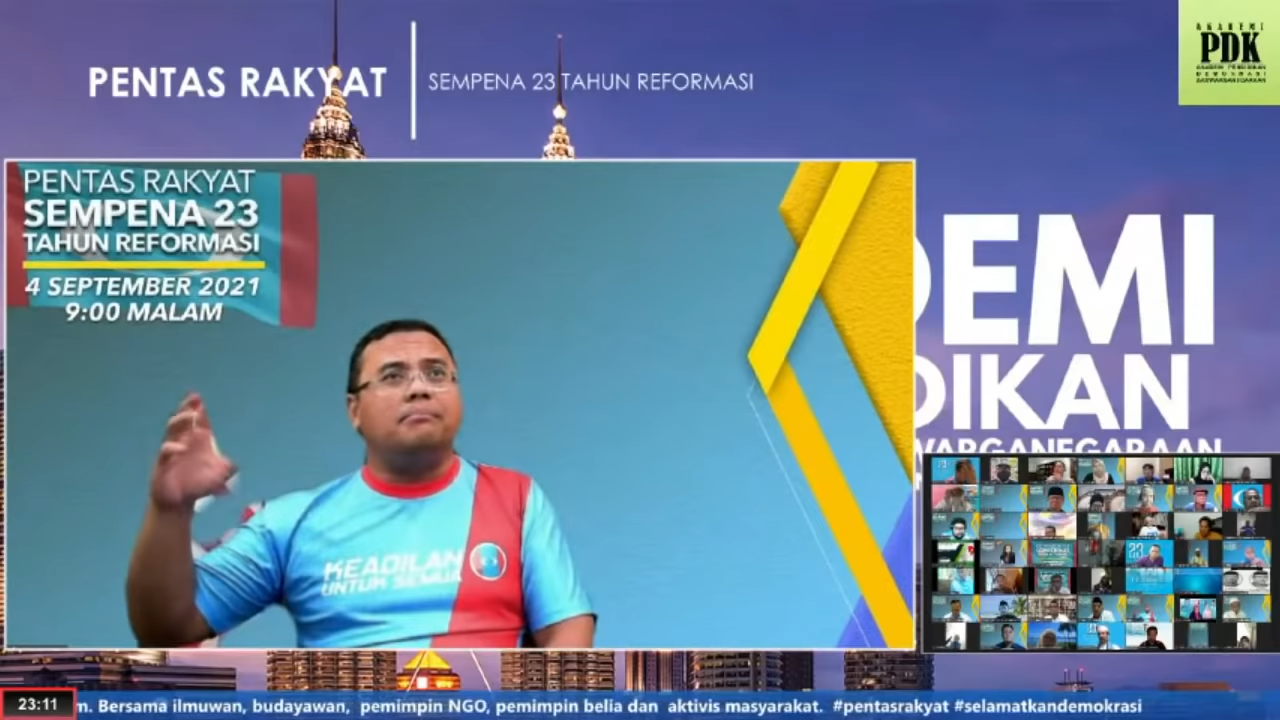 PENTAS RAKYAT
SEMPENA 23 TAHUN REFORMASI
PDK
PENTAS RAKYAT
SEMPENA 23
TAHUN REFORMASI
4 SEPTEMBER 2021
9:00 MALAM
DEMI
DIKAN
WARGANEGARAAN
KEADILAN
UNTUK SEMUA
23:11
m. Bersama ilmuwan, budayawan, pemimpin NGO, pemimpin belia dan aktivis masyarakat. #pentasrakyat #selamatkandemokrasi